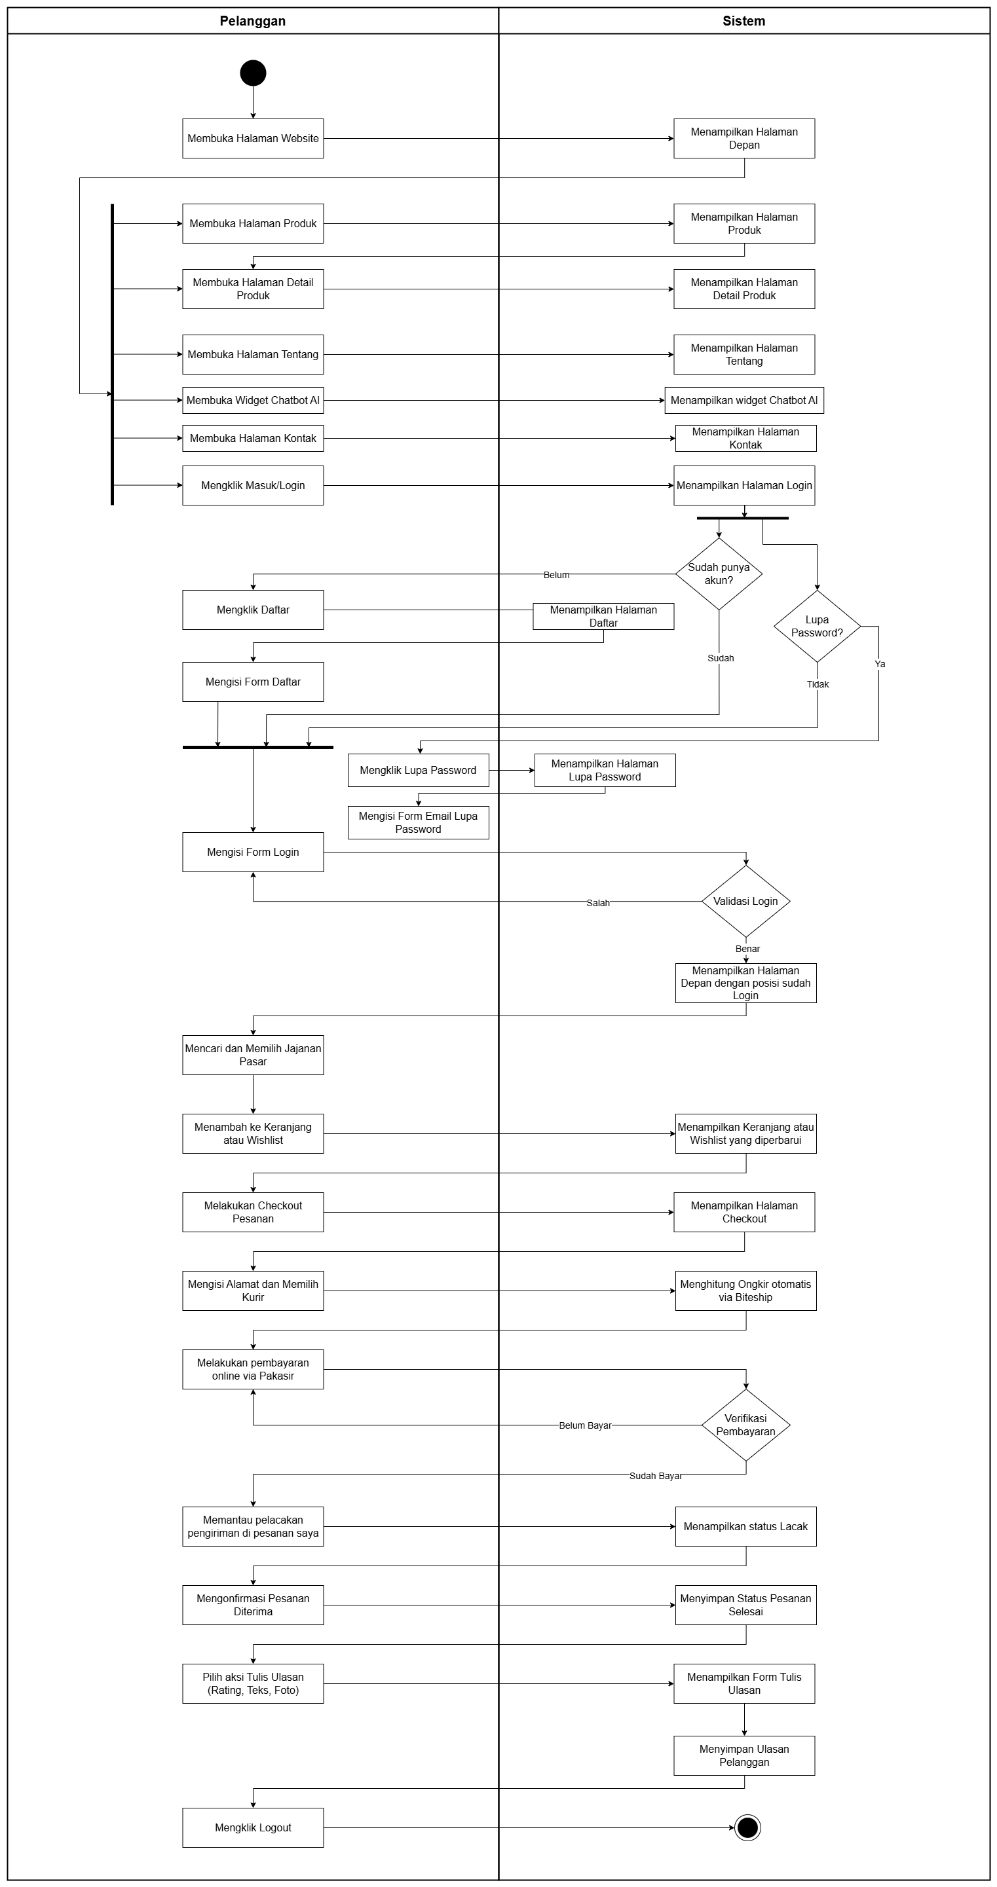 Pelanggan
Sistem
Membuka Halaman Website
Menampilkan Halaman
Depan
Membuka Halaman Produk
Menampilkan Halaman
Produk
Membuka Halaman Detail
Produk
Menampilkan Halaman
Detail Produk
Membuka Halaman Tentang
Menampilkan Halaman
Tentang
Membuka Widget Chatbot AI
Menampilkan widget Chatbot AI
Membuka Halaman Kontak
Menampilkan Halaman
Kontak
Mengklik Masuk/Login
Menampilkan Halaman Login
Sudah punya
akun?
Belum
Mengklik Daftar
Menampilkan Halaman
Daftar
Lupa
Password?
Sudah
Ya
Mengisi Form Daftar
Tidak
Mengklik Lupa Password
Menampilkan Halaman
Lupa Password
Mengisi Form Email Lupa
Password
Mengisi Form Login
Validasi Login
Salah
Benar
Menampilkan Halaman
Depan dengan posisi sudah
Login
Mencari dan Memilih Jajanan
Pasar
Menambah ke Keranjang
atau Wishlist
Menampilkan Keranjang atau
Wishlist yang diperbarui
Melakukan Checkout
Pesanan
Menampilkan Halaman
Checkout
Mengisi Alamat dan Memilih
Kurir
Menghitung Ongkir otomatis
via Biteship
Melakukan pembayaran
online via Pakasir
Verifikasi
Pembayaran
Belum Bayar
Sudah Bayar
Memantau pelacakan
pengiriman di pesanan saya
Menampilkan status Lacak
Mengonfirmasi Pesanan
Diterima
Menyimpan Status Pesanan
Selesai
Pilih aksi Tulis Ulasan
(Rating, Teks, Foto)
Menampilkan Form Tulis
Ulasan
Menyimpan Ulasan
Pelanggan
Mengklik Logout